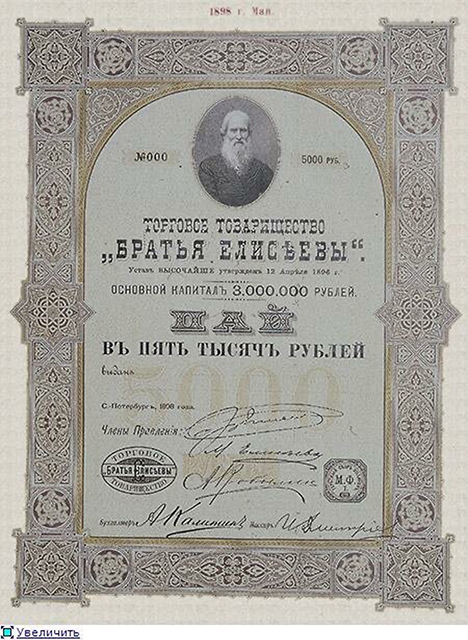 1898 г. Май.
№000
5000 РУБ.
ТОРГОВОЕ ТОВАРИЩЕСТВО
„БРАТЬЯ ЕЛИСѢЕВЫ“.
Уставъ ВЫСОЧАЙШЕ утвержденъ 12 Апрѣля 1896 г.
ОСНОВНОЙ КАПИТАЛЪ 3.000.000 РУБЛЕЙ.
ПАЙ
ВЪ ПЯТЬ ТЫСЯЧЪ РУБЛЕЙ
выданъ
5000
С.-Петербургъ, 1898 года.
Члены Правленія:
ТОРГОВОЕ
БРАТЬЯ ЕЛИСѢЕВЫ
ТОВАРИЩЕСТВО
М.Ф.
Бухгалтеръ
Кассиръ
Увеличить